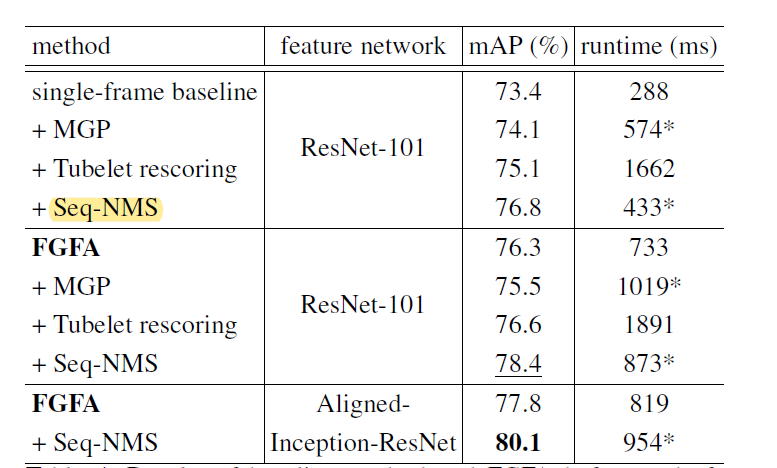 method feature network mAP (%) runtime (ms)
single-frame baseline 73.4 288
+ MGP 74.1 574*
ResNet-101
+ Tubelet rescoring 75.1 1662
+ Seq-NMS 76.8 433*
FGFA 76.3 733
+ MGP 75.5 1019*
ResNet-101
+ Tubelet rescoring 76.6 1891
+ Seq-NMS 78.4 873*
FGFA Aligned- 77.8 819
+ Seq-NMS Inception-ResNet 80.1 954*